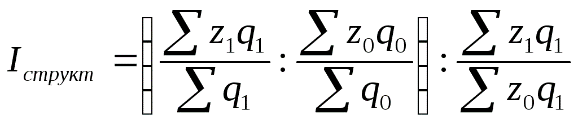 I структ = (∑ z₁q₁ / ∑ q₁ : ∑ z₀q₀ / ∑ q₀) : ∑ z₁q₁ / ∑ z₀q₁